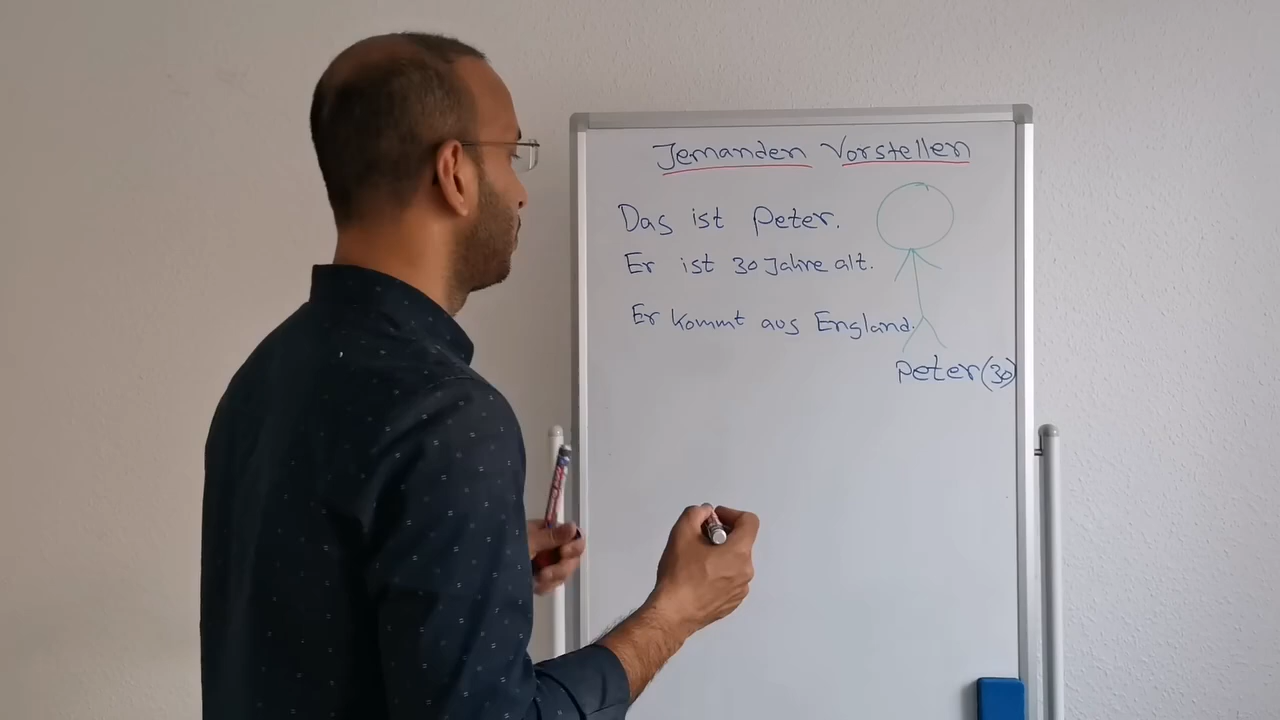 Jemanden Vorstellen
Das ist Peter.
Er ist 30 Jahre alt.
Er kommt aus England.
Peter (30)